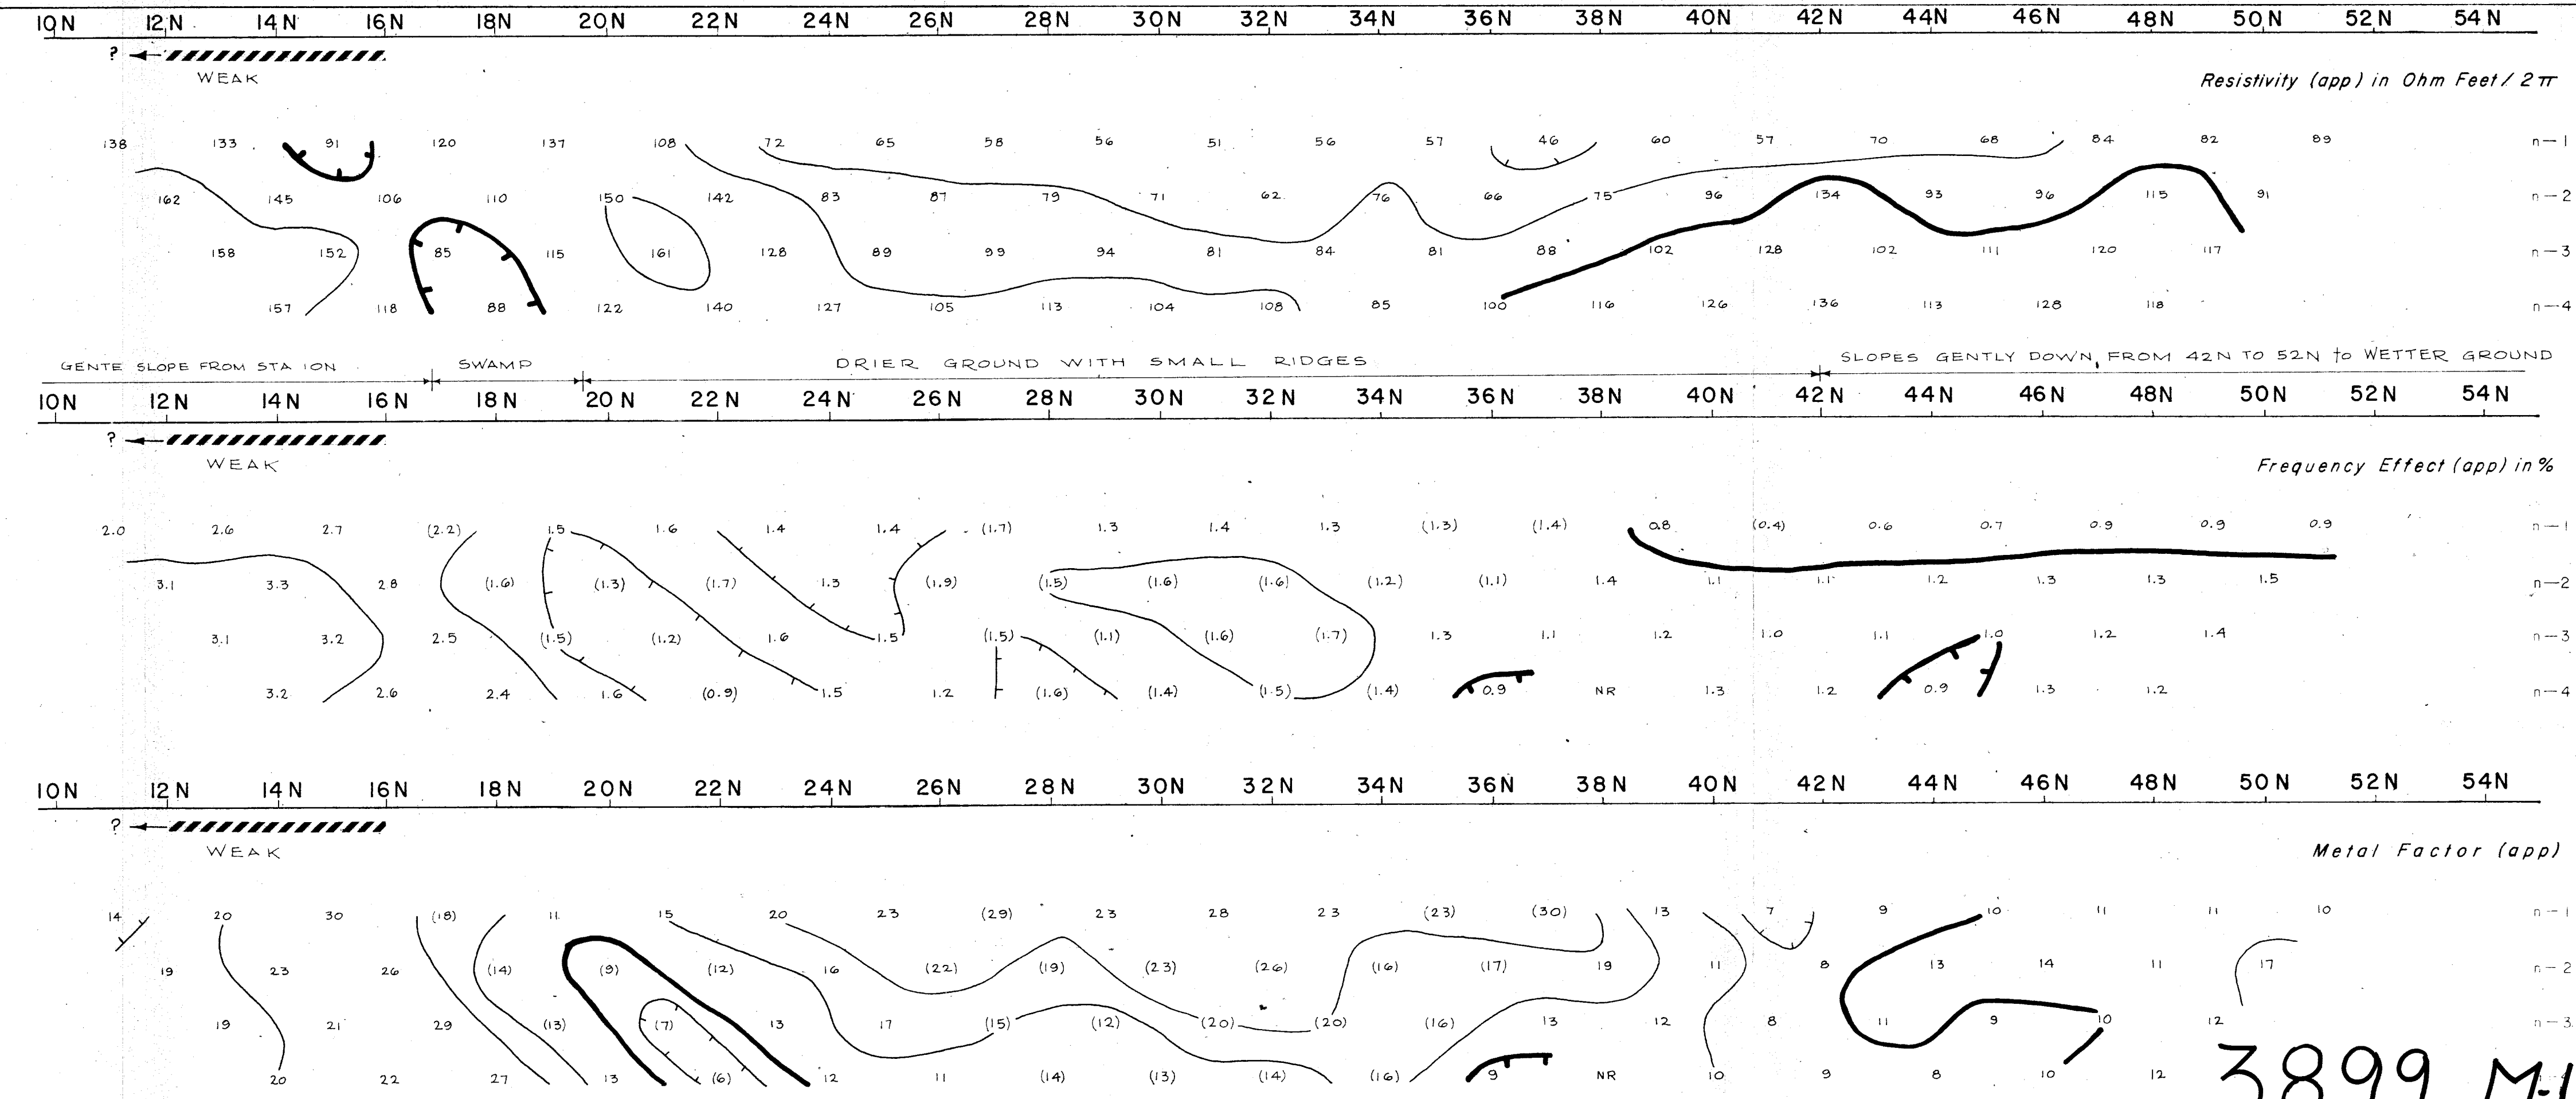 10N 12N 14N 16N 18N 20N 22N 24N 26N 28N 30N 32N 34N 36N 38N 40N 42N 44N 46N 48N 50N 52N 54N
?
WEAK
Resistivity (app) in Ohm Feet / 2π
138 133 91 120 137 108 72 65 58 56 51 56 57 46 60 57 70 68 84 82 89 n-1
162 145 106 110 150 142 83 87 79 71 62 76 66 75 96 134 93 96 115 91 n-2
158 152 85 115 161 128 89 99 94 81 84 81 88 102 128 102 111 120 117 n-3
157 118 88 122 140 127 105 113 104 108 85 100 116 126 136 113 128 118 n-4
GENTE SLOPE FROM STA 10N SWAMP DRIER GROUND WITH SMALL RIDGES SLOPES GENTLY DOWN, FROM 42N TO 52N to WETTER GROUND
10N 12N 14N 16N 18N 20N 22N 24N 26N 28N 30N 32N 34N 36N 38N 40N 42N 44N 46N 48N 50N 52N 54N
?
WEAK
Frequency Effect (app) in %
2.0 2.6 2.7 (2.2) 1.5 1.6 1.4 1.4 (1.7) 1.3 1.4 1.3 (1.3) (1.4) 0.8 (0.4) 0.6 0.7 0.9 0.9 0.9 n-1
3.1 3.3 2.8 (1.6) (1.3) (1.7) 1.3 (1.9) (1.5) (1.6) (1.6) (1.2) (1.1) 1.4 1.1 1.1 1.2 1.3 1.3 1.5 n-2
3.1 3.2 2.5 (1.5) (1.2) 1.6 1.5 (1.5) (1.1) (1.6) (1.7) 1.3 1.1 1.2 1.0 1.1 1.0 1.2 1.4 n-3
3.2 2.6 2.4 1.6 (0.9) 1.5 1.2 (1.6) (1.4) (1.5) (1.4) 0.9 NR 1.3 1.2 0.9 1.3 1.2 n-4
10N 12N 14N 16N 18N 20N 22N 24N 26N 28N 30N 32N 34N 36N 38N 40N 42N 44N 46N 48N 50N 52N 54N
?
WEAK
Metal Factor (app)
14 20 30 (18) 11 15 20 23 (29) 23 28 23 (23) (30) 13 7 9 10 11 11 10 n-1
19 23 26 (14) (9) (12) 16 (22) (19) (23) (26) (16) (17) 19 11 8 13 14 11 17 n-2
19 21 29 (13) (7) 13 17 (15) (12) (20) (20) (16) 13 12 8 11 9 10 12 n-3
20 22 27 13 (6) 12 11 (14) (13) (14) (16) 9 NR 10 9 8 10 12
3899 M-1